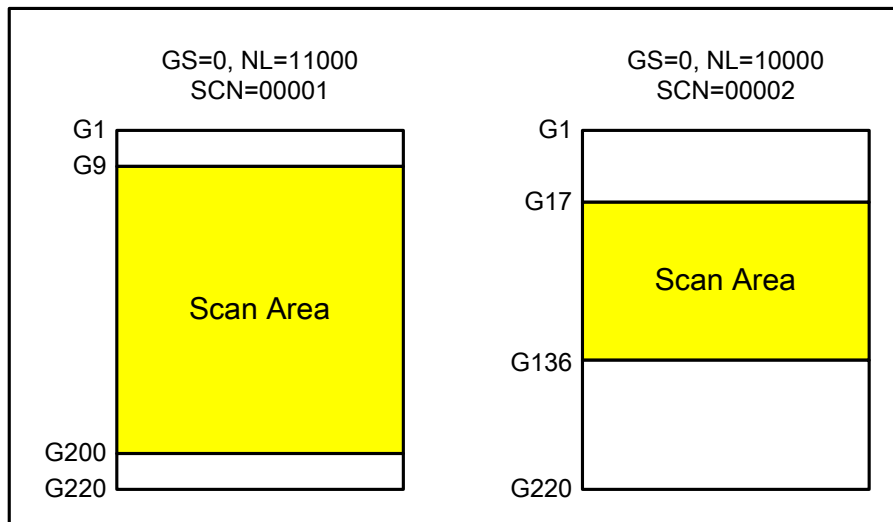 GS=0, NL=11000
SCN=00001
G1
G9
Scan Area
G200
G220
GS=0, NL=10000
SCN=00002
G1
G17
Scan Area
G136
G220